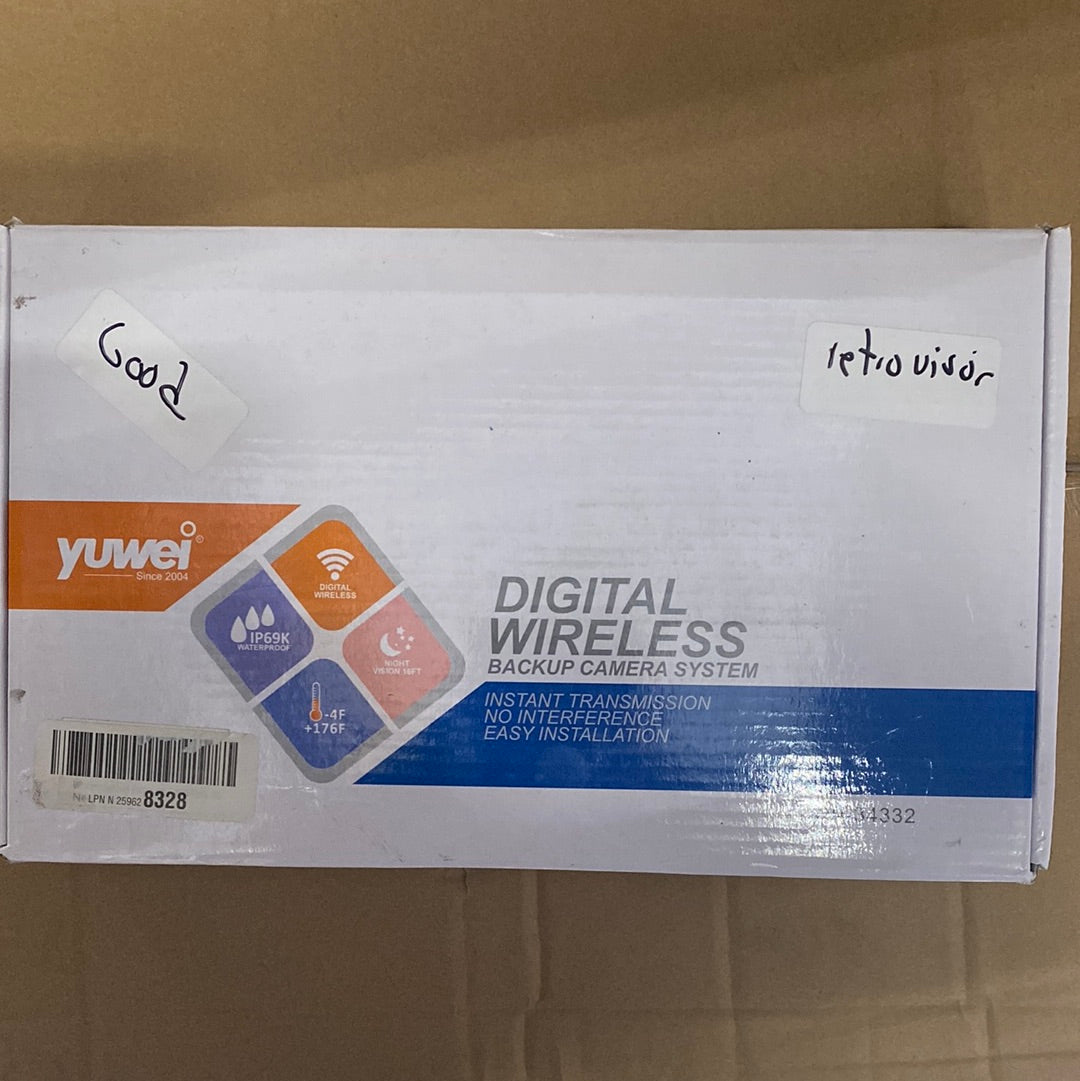 Good
retrovisor
yuwei®
Since 2004
DIGITAL
WIRELESS
IP69K
WATERPROOF
NIGHT
VISION 16FT
-4F
+176F
DIGITAL
WIRELESS
BACKUP CAMERA SYSTEM
INSTANT TRANSMISSION
NO INTERFERENCE
EASY INSTALLATION
LPN N 25962 8328
34332